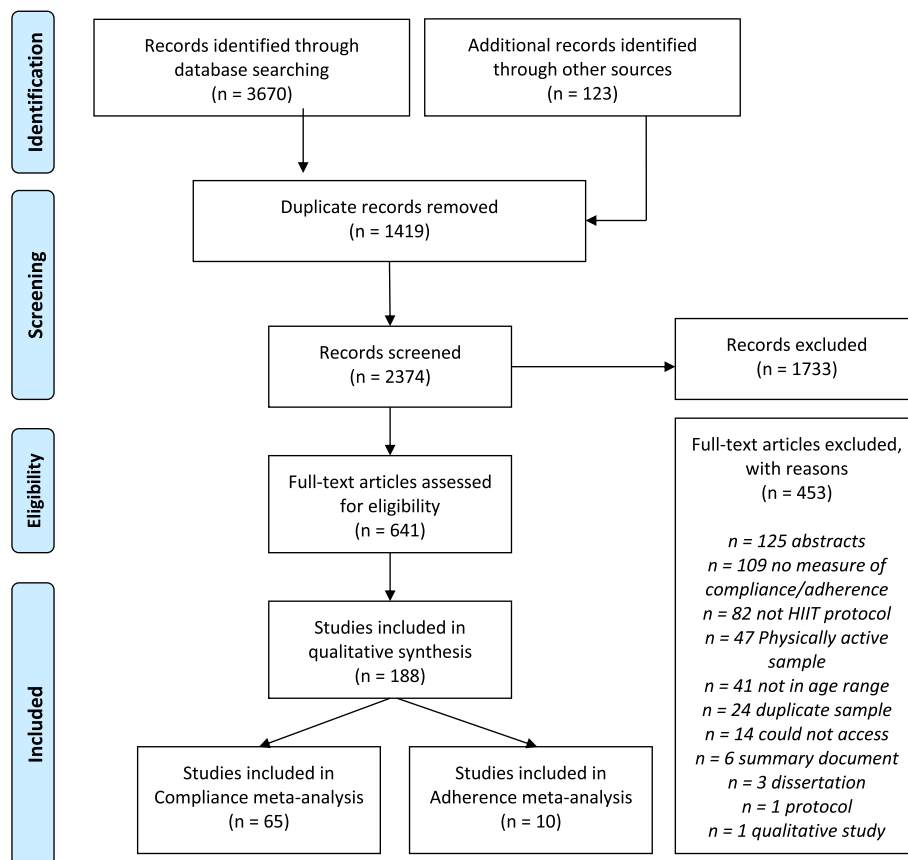 Identification
Records identified through
database searching
(n = 3670)
Additional records identified
through other sources
(n = 123)
Screening
Duplicate records removed
(n = 1419)
Records screened
(n = 2374)
Records excluded
(n = 1733)
Eligibility
Full-text articles assessed
for eligibility
(n = 641)
Full-text articles excluded,
with reasons
(n = 453)
n = 125 abstracts
n = 109 no measure of
compliance/adherence
n = 82 not HIIT protocol
n = 47 Physically active
sample
n = 41 not in age range
n = 24 duplicate sample
n = 14 could not access
n = 6 summary document
n = 3 dissertation
n = 1 protocol
n = 1 qualitative study
Included
Studies included in
qualitative synthesis
(n = 188)
Studies included in
Compliance meta-analysis
(n = 65)
Studies included in
Adherence meta-analysis
(n = 10)